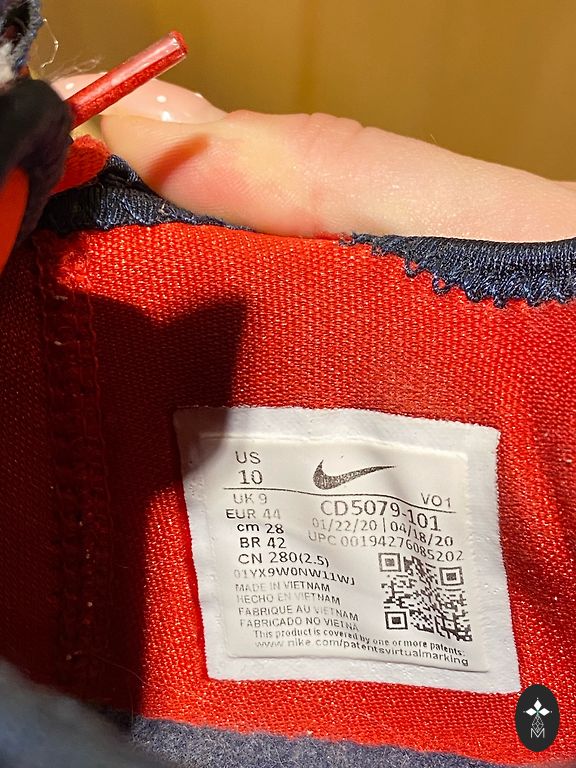 US
10
UK 9
EUR 44
cm 28
BR 42
CN 280(2.5)
01YX9W0NW11WJ
MADE IN VIETNAM
HECHO EN VIETNAM
FABRIQUE AU VIETNAM
FABRICADO NO VIETNA
VO1
CD5079-101
01/22/20 | 04/18/20
UPC 00194276085202
This product is covered by one or more patents:
www.nike.com/patentsvirtualmarking
M